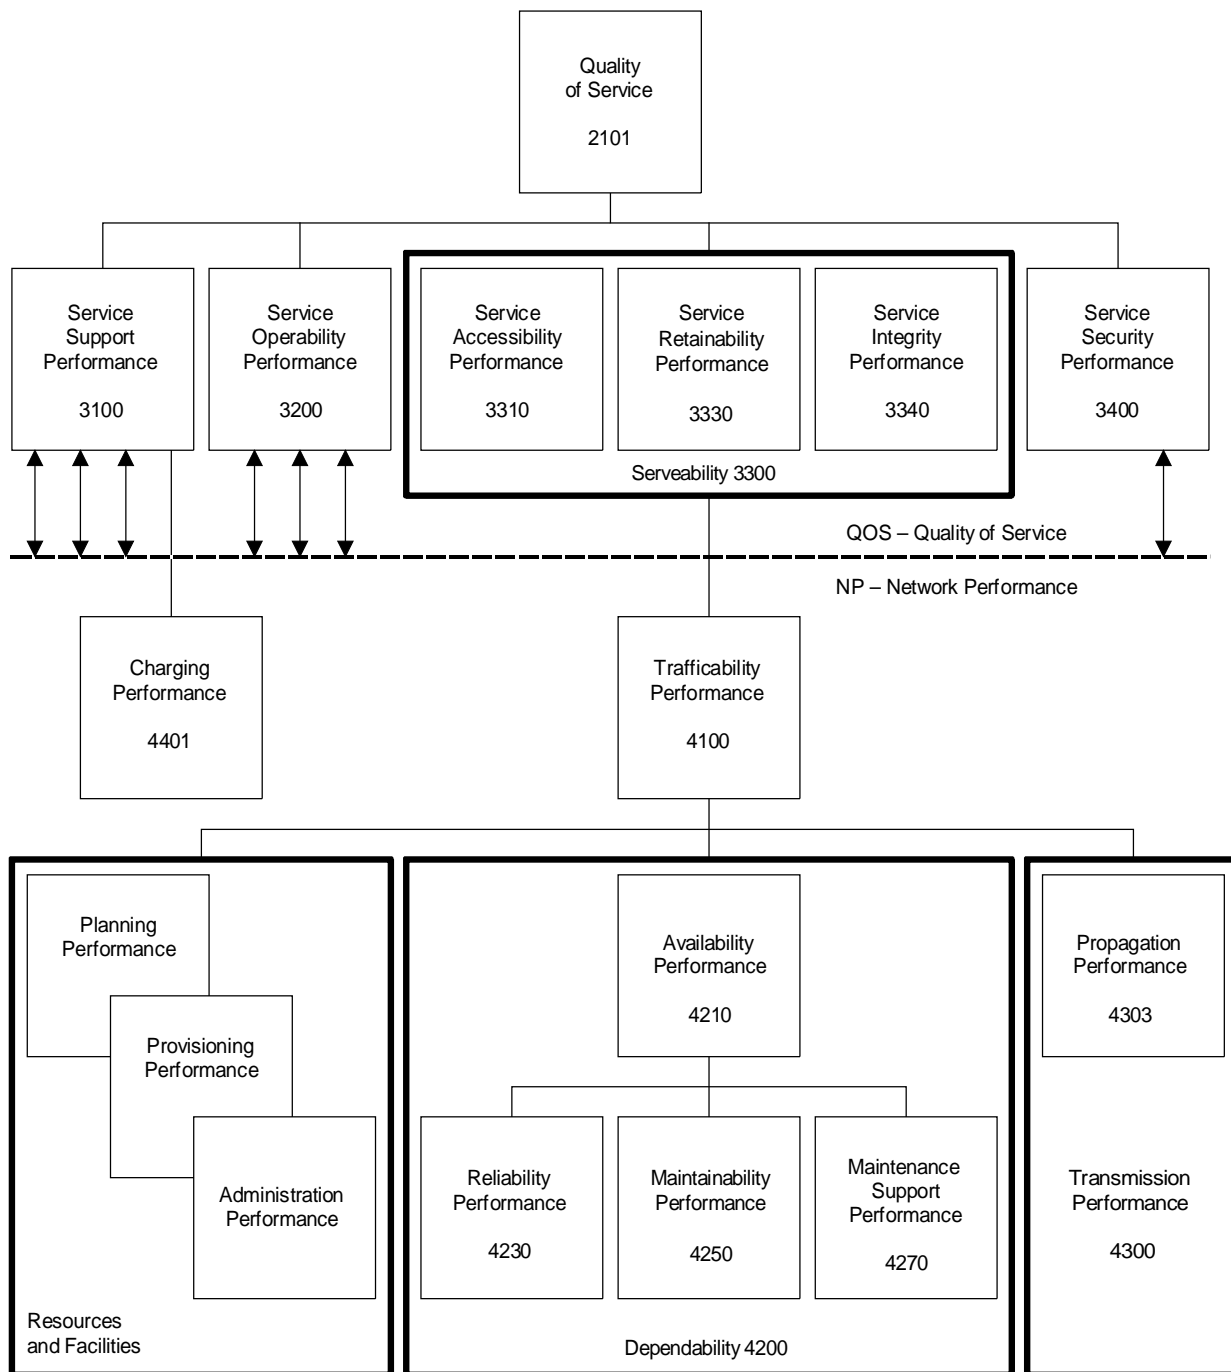 Quality
of Service
2101
Service
Support
Performance
3100
Service
Operability
Performance
3200
Service
Accessibility
Performance
3310
Service
Retainability
Performance
3330
Service
Integrity
Performance
3340
Serveability 3300
Service
Security
Performance
3400
QOS – Quality of Service
NP – Network Performance
Charging
Performance
4401
Trafficability
Performance
4100
Planning
Performance
Provisioning
Performance
Administration
Performance
Resources
and Facilities
Availability
Performance
4210
Reliability
Performance
4230
Maintainability
Performance
4250
Maintenance
Support
Performance
4270
Dependability 4200
Propagation
Performance
4303
Transmission
Performance
4300